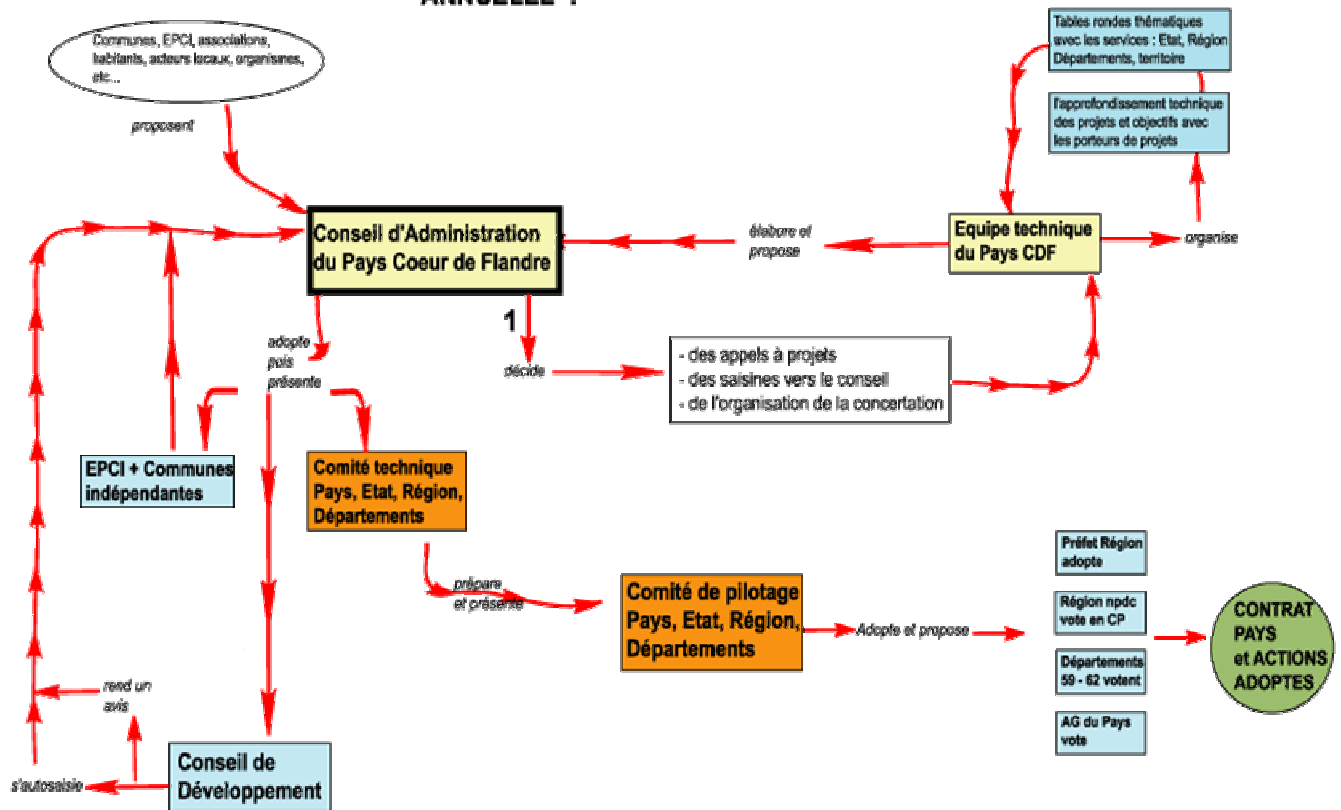 ANNUELLE ?
Communes, EPCI, associations,
habitants, acteurs locaux, organismes,
etc...
proposent
Tables rondes thématiques
avec les services : Etat, Région
Départements, territoire
l'approfondissement technique
des projets et objectifs avec
les porteurs de projets
Conseil d'Administration
du Pays Coeur de Flandre
élabore et
propose
Equipe technique
du Pays CDF
organise
1
décide
- des appels à projets
- des saisines vers le conseil
- de l'organisation de la concertation
adopte
puis
présente
EPCI + Communes
indépendantes
Comité technique
Pays, Etat, Région,
Départements
prépare
et présente
Comité de pilotage
Pays, Etat, Région,
Départements
Adopte et propose
Préfet Région
adopte
Région npdc
vote en CP
Départements
59 - 62 votent
AG du Pays
vote
CONTRAT
PAYS
et ACTIONS
ADOPTES
rend un
avis
s'autosaisie
Conseil de
Développement